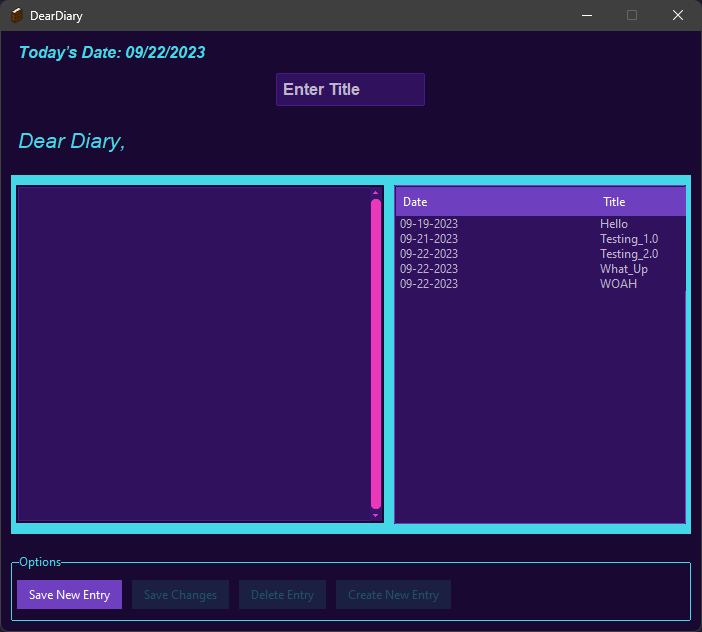 DearDiary
Today's Date: 09/22/2023
Enter Title
Dear Diary,
Date Title
09-19-2023 Hello
09-21-2023 Testing_1.0
09-22-2023 Testing_2.0
09-22-2023 What_Up
09-22-2023 WOAH
Options
Save New Entry Save Changes Delete Entry Create New Entry